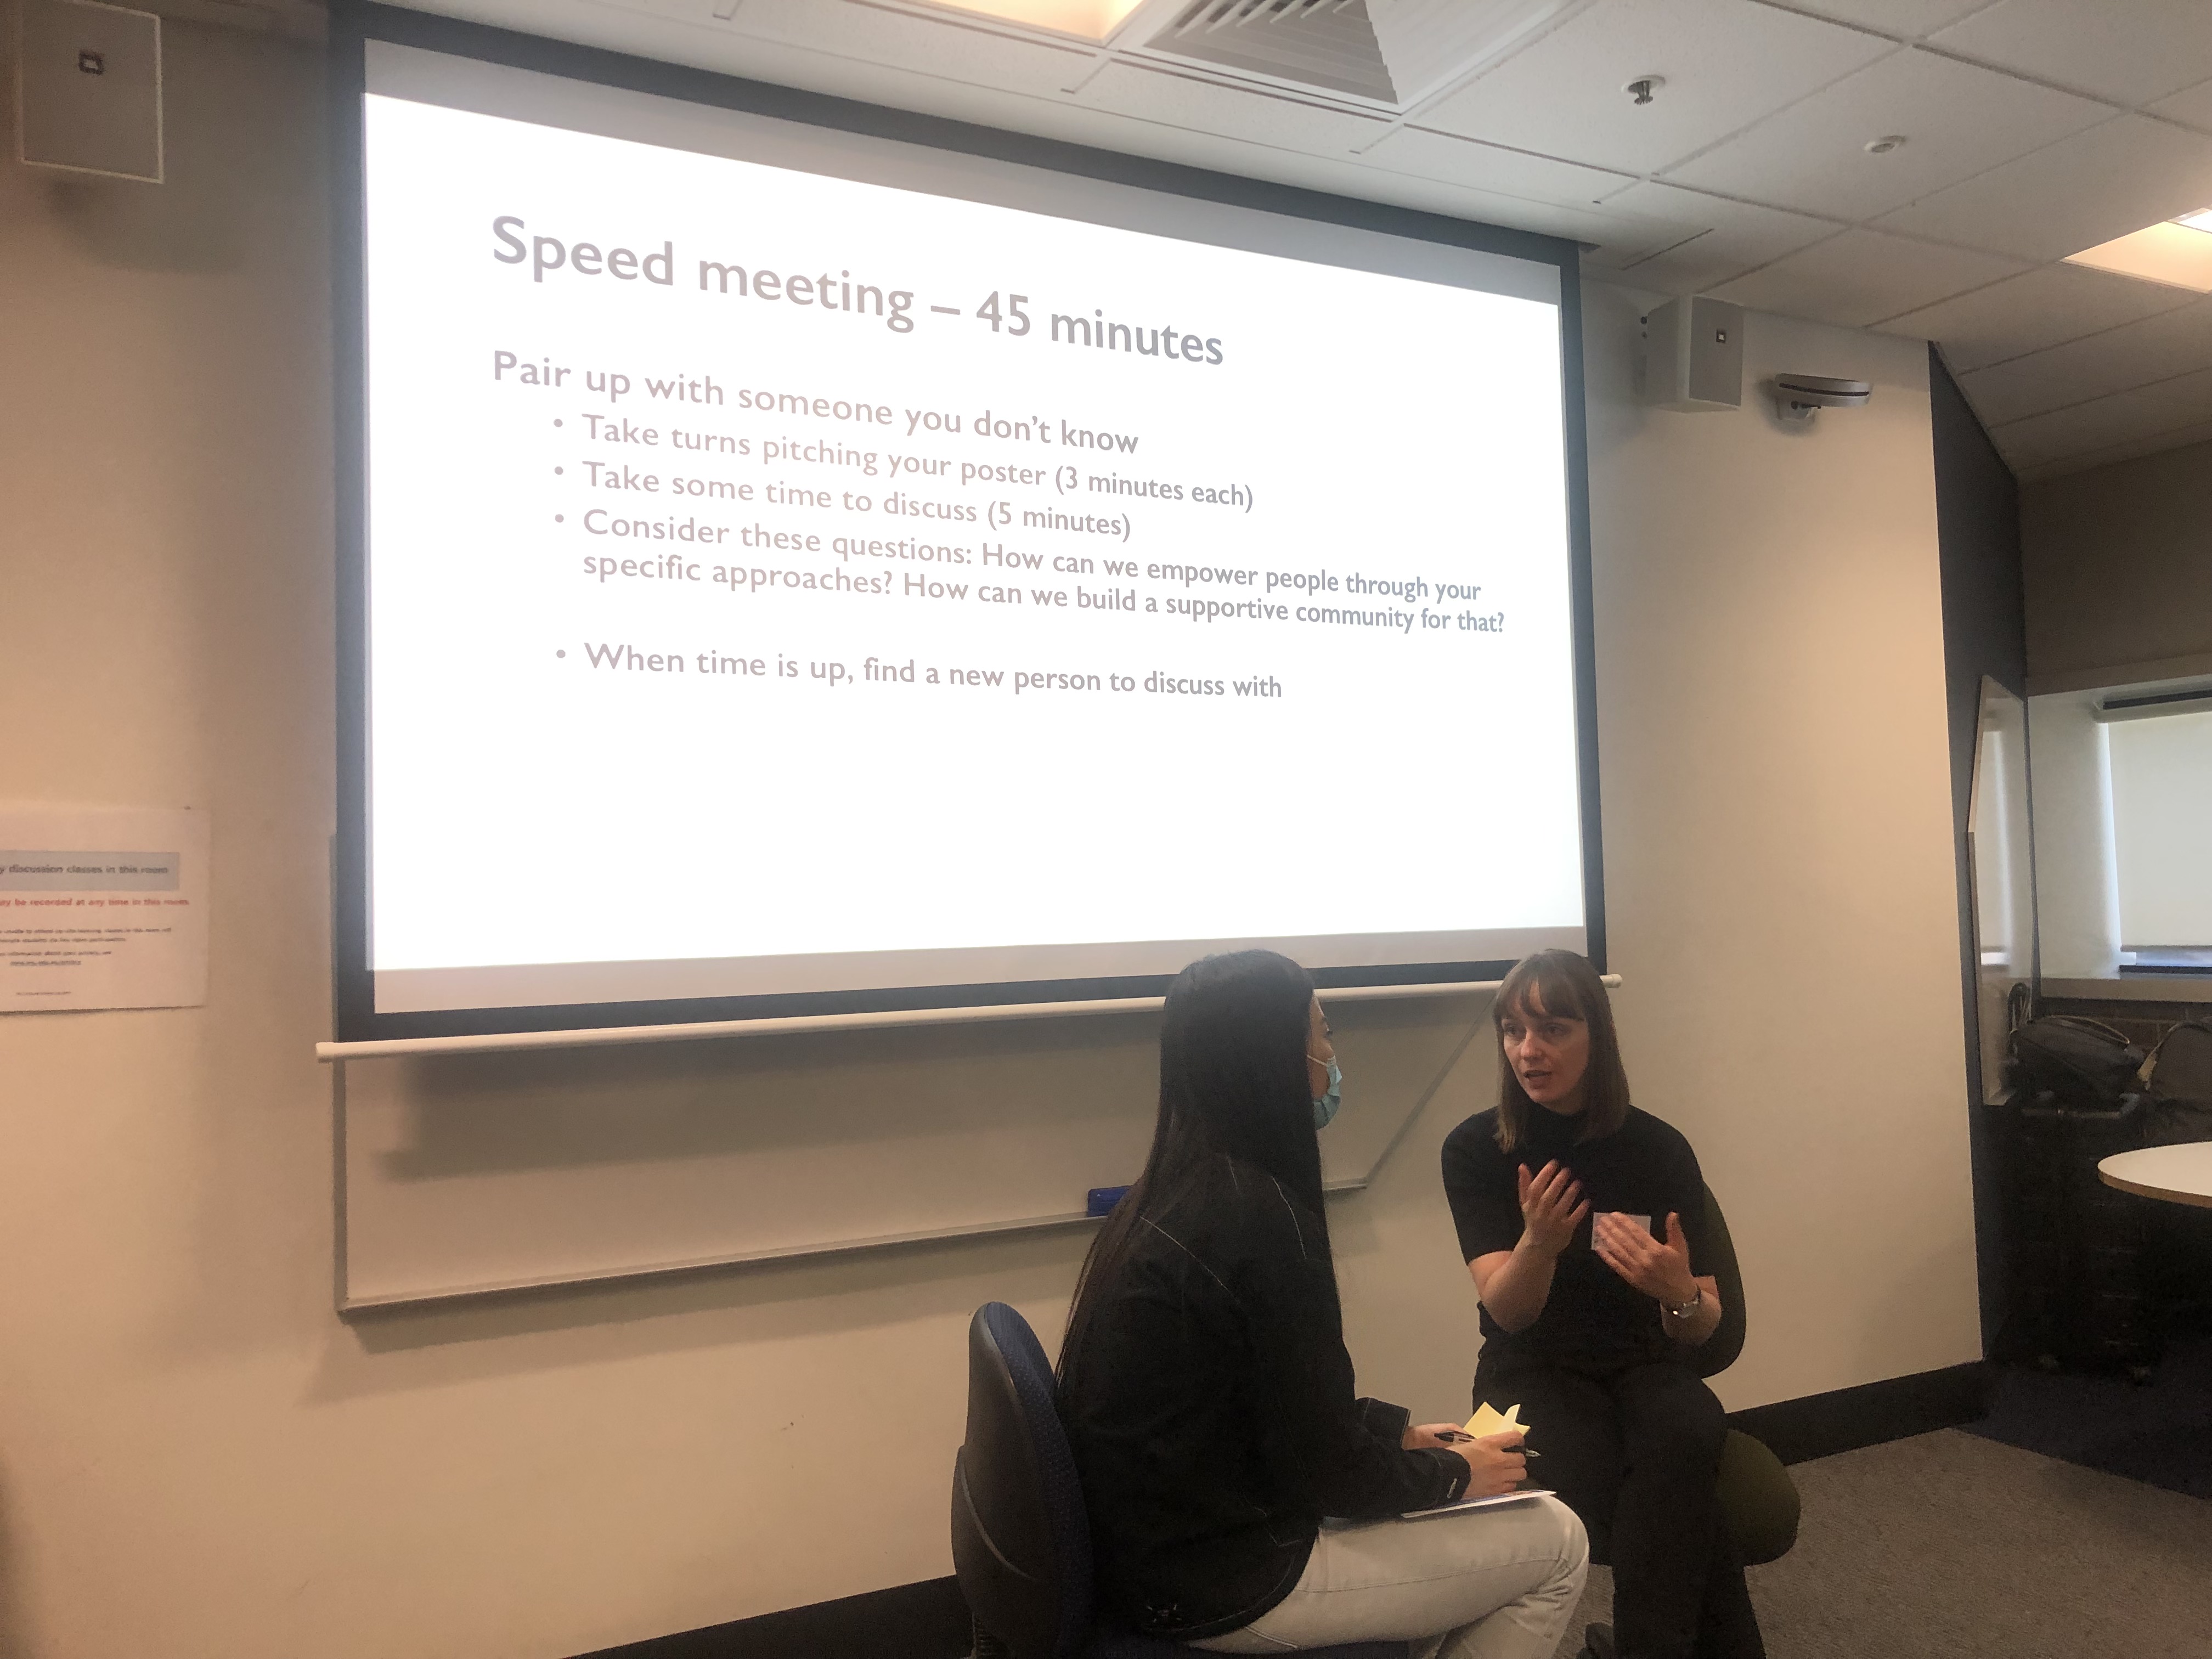 Speed meeting – 45 minutes
Pair up with someone you don't know
• Take turns pitching your poster (3 minutes each)
• Take some time to discuss (5 minutes)
• Consider these questions: How can we empower people through your
specific approaches? How can we build a supportive community for that?
• When time is up, find a new person to discuss with
discussion classes in this room
be recorded at any time in this room